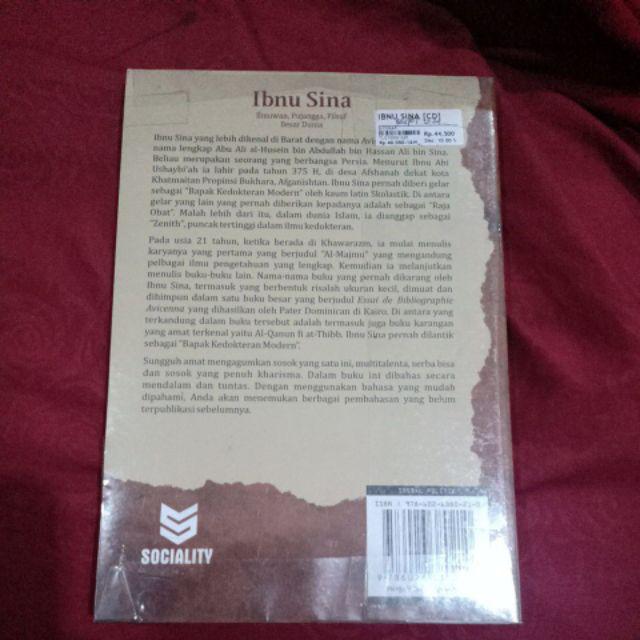 Ibnu Sina
Ilmuwan, Pujangga, Filsuf
Besar Dunia
IBNU SINA [CD]
Rp.44,500
Ibnu Sina yang lebih dikenal di Barat dengan nama
nama lengkap Abu Ali al-Husein bin Abdullah bin Hassan Ali bin Sina.
Beliau merupakan seorang yang berbangsa Persia. Menurut Ibnu Abi
Ushaybi'ah ia lahir pada tahun 375 H, di desa Afshanah dekat kota
Khatmaitan Propinsi Bukhara, Afganishtan. Ibnu Sina pernah diberi gelar
sebagai "Bapak Kedokteran Modern" oleh kaum latin Skolastik. Di antara
gelar yang lain yang pernah diberikan kepadanya adalah sebagai "Raja
Obat". Malah lebih dari itu, dalam dunia Islam, ia dianggap sebagai
"Zenith", puncak tertinggi dalam ilmu kedokteran.
Pada usia 21 tahun, ketika berada di Khawarazm, ia mulai menulis
karyanya yang pertama yang berjudul "Al-Majmu" yang mengandung
pelbagai ilmu pengetahuan yang lengkap. Kemudian ia melanjutkan
menulis buku-buku lain. Nama-nama buku yang pernah dikarang oleh
Ibnu Sina, termasuk yang berbentuk risalah ukuran kecil, dimuat dan
dihimpun dalam satu buku besar yang berjudul Essai de Bibliographie
Avicenna yang dihasilkan oleh Pater Dominican di Kairo. Di antara yang
terkandung dalam buku tersebut adalah termasuk juga buku karangan
yang amat terkenal yaitu Al-Qanun fi at-Thibb. Ibnu Sina pernah dilantik
sebagai "Bapak Kedokteran Modern".
Sungguh amat mengagumkan sosok yang satu ini, multitalenta, serba bisa
dan sosok yang penuh kharisma. Dalam buku ini dibahas secara
mendalam dan tuntas. Dengan menggunakan bahasa yang mudah
dipahami, Anda akan menemukan berbagai pembahasan yang belum
terpublikasi sebelumnya.
SOCIALITY